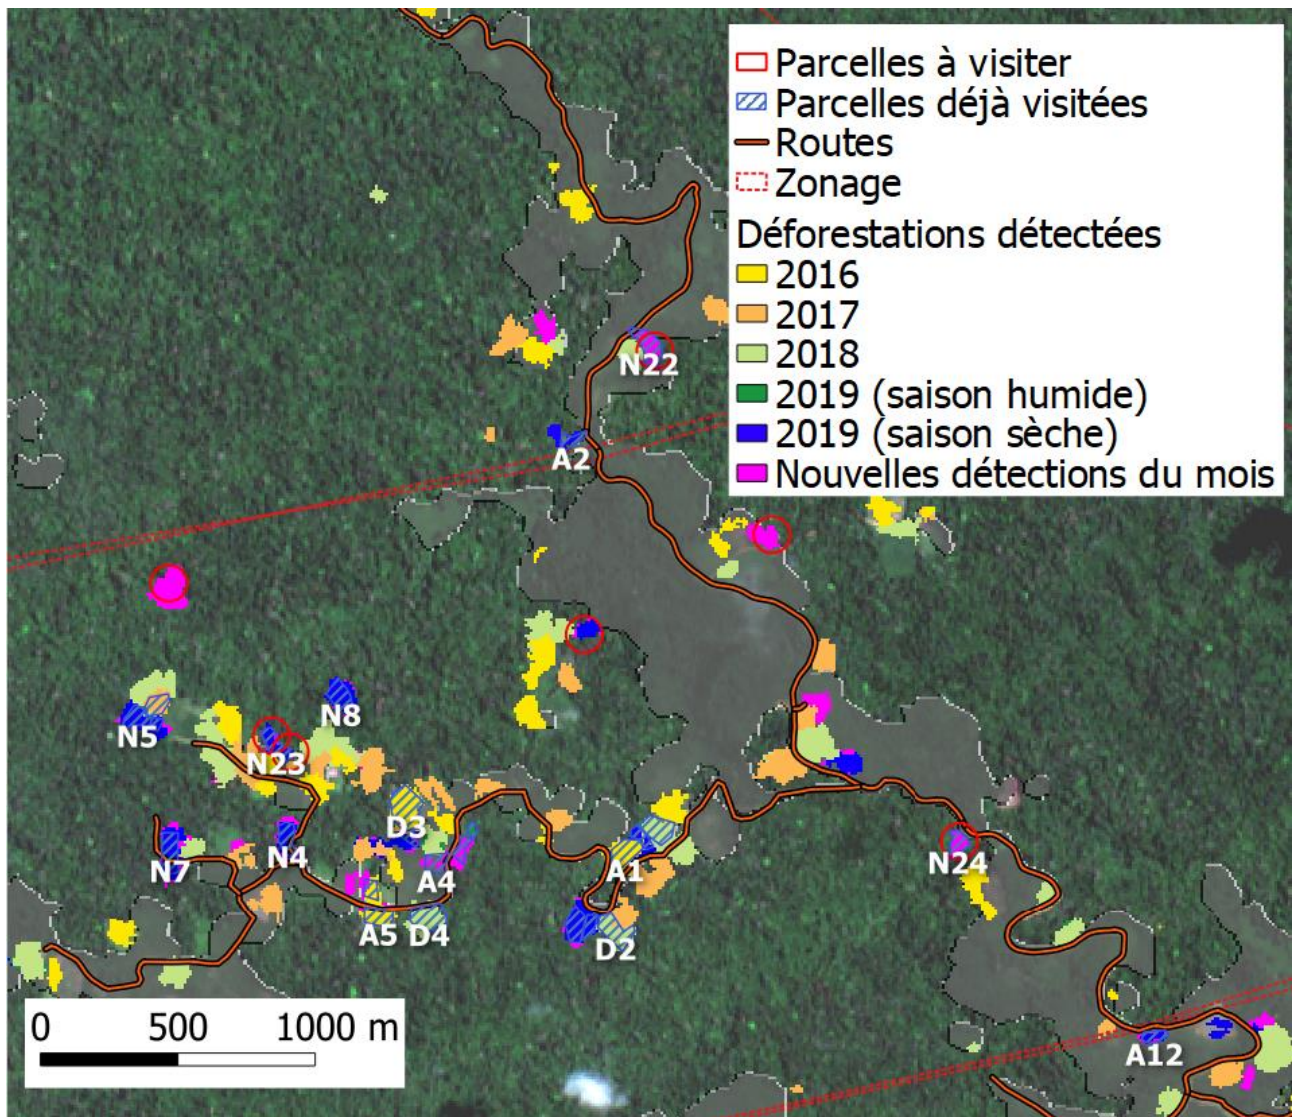 Parcelles à visiter
Parcelles déjà visitées
Routes
Zonage
Déforestations détectées
2016
2017
2018
2019 (saison humide)
2019 (saison sèche)
Nouvelles détections du mois
N22
A2
N8
N5
N23
D3
N7
N4
A4
A1
N24
A5
D4
D2
A12
0 500 1000 m